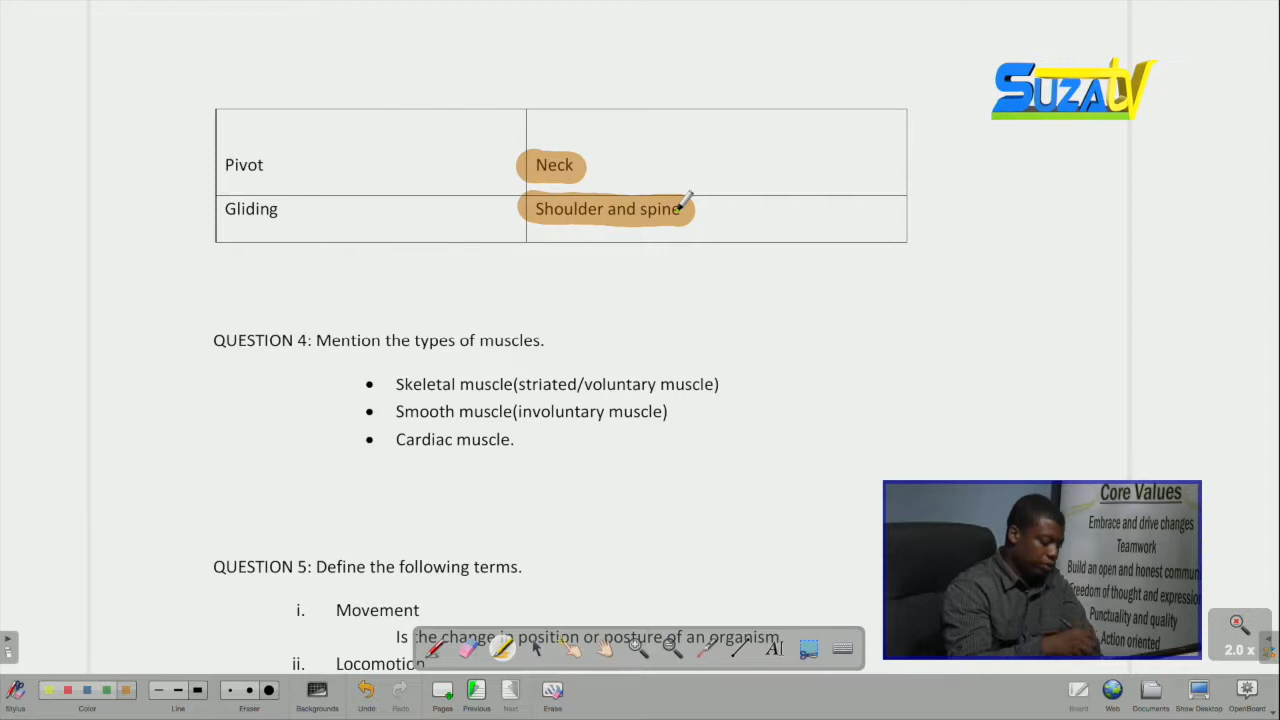 SUZA tv
Pivot Neck
Gliding Shoulder and spine
QUESTION 4: Mention the types of muscles.
• Skeletal muscle(striated/voluntary muscle)
• Smooth muscle(involuntary muscle)
• Cardiac muscle.
QUESTION 5: Define the following terms.
i. Movement
Is the change in position or posture of an organism.
ii. Locomotion
Core Values
Embrace and drive changes
Teamwork
Build an open and honest commun
Freedom of thought and expression
Punctuality and quality
Action oriented
2.0 x
Stylus Color Line Eraser Backgrounds Undo Redo Pages Previous Next Erase Board Web Documents Show Desktop OpenBoard